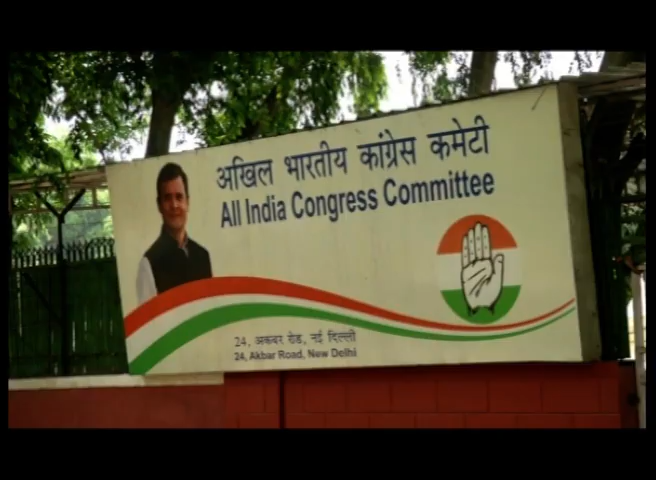 अखिल भारतीय कांग्रेस कमेटी
All India Congress Committee
24, अकबर रोड, नई दिल्ली
24, Akbar Road, New Delhi